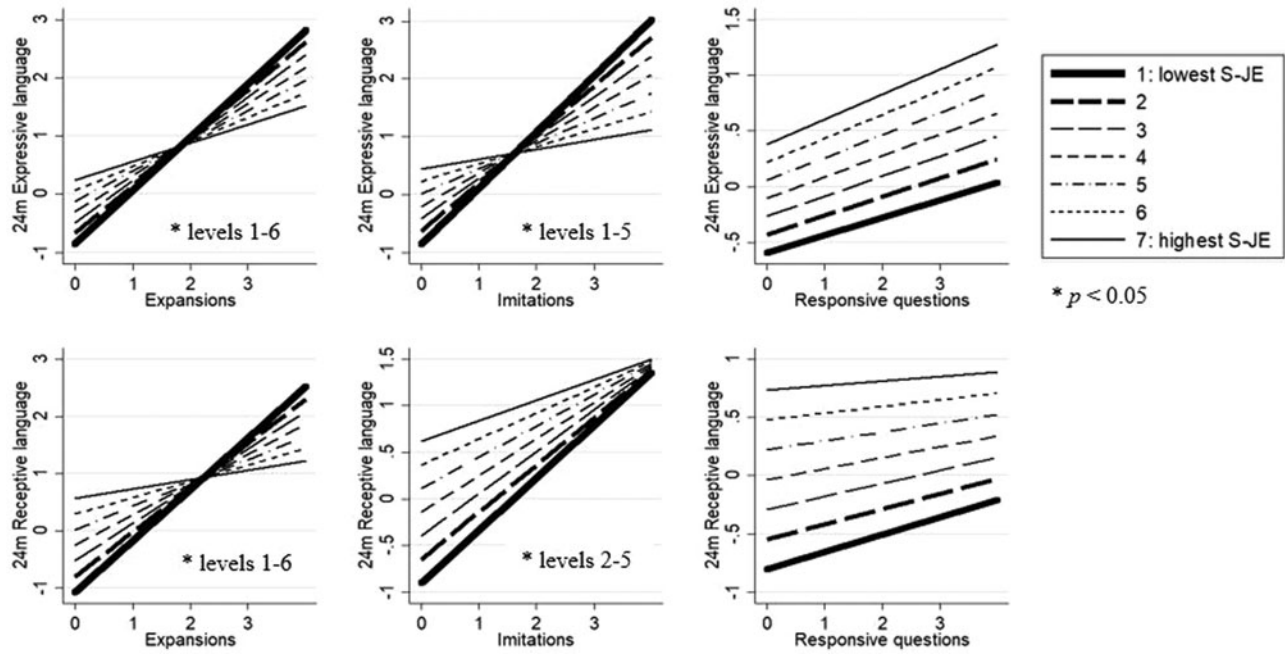 24m Expressive language
3
2
1
0
-1
* levels 1-6
0 1 2 3
Expansions
24m Expressive language
3
2
1
0
-1
* levels 1-5
0 1 2 3
Imitations
24m Expressive language
1.5
1
.5
0
-.5
0 1 2 3
Responsive questions
1: lowest S-JE
2
3
4
5
6
7: highest S-JE
* p < 0.05
24m Receptive language
3
2
1
0
-1
* levels 1-6
0 1 2 3
Expansions
24m Receptive language
1.5
1
.5
0
-.5
-1
* levels 2-5
0 1 2 3
Imitations
24m Receptive language
1
.5
0
-.5
-1
0 1 2 3
Responsive questions